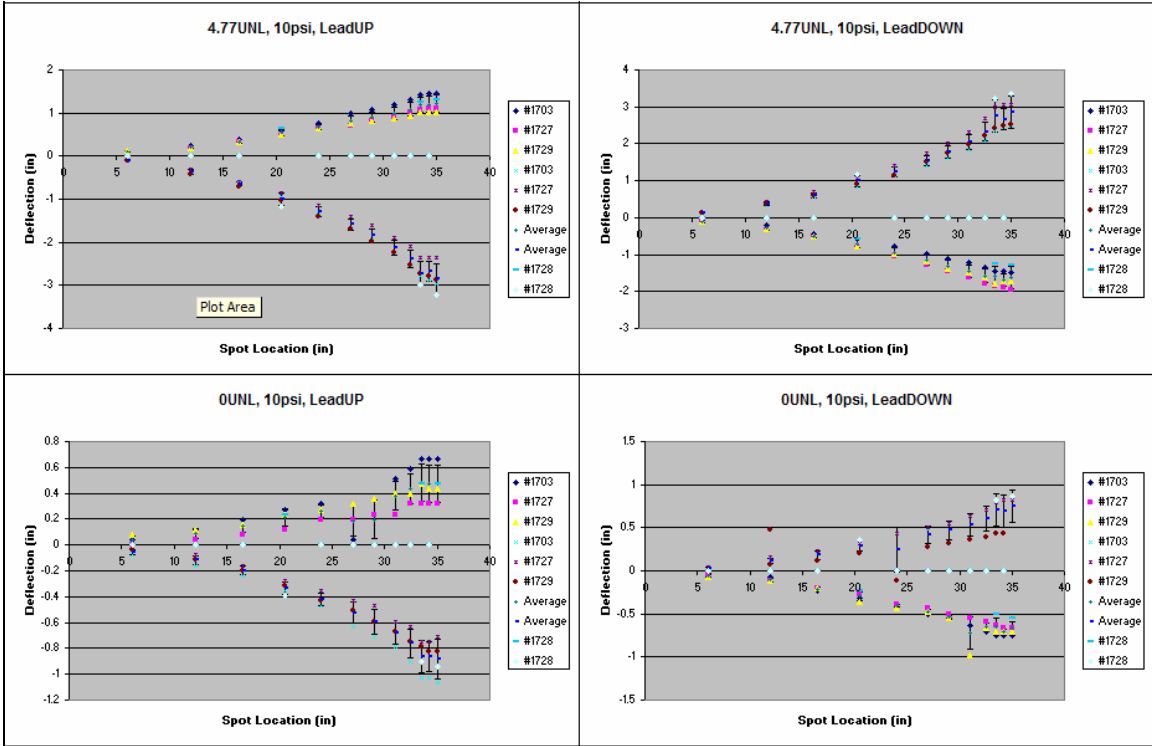 4.77UNL, 10psi, LeadUP
2
1
0
-1
-2
-3
-4
0 5 10 15 20 25 30 35 40
Deflection (in)
Spot Location (in)
Plot Area
#1703
#1727
#1729
#1703
#1727
#1729
Average
Average
#1728
#1728
4.77UNL, 10psi, LeadDOWN
4
3
2
1
0
-1
-2
-3
0 5 10 15 20 25 30 35 40
Deflection (in)
Spot Location (in)
#1703
#1727
#1729
#1703
#1727
#1729
Average
Average
#1728
#1728
0UNL, 10psi, LeadUP
0.8
0.6
0.4
0.2
0
-0.2
-0.4
-0.6
-0.8
-1
-1.2
0 5 10 15 20 25 30 35 40
Deflection (in)
Spot Location (in)
#1703
#1727
#1729
#1703
#1727
#1729
Average
Average
#1728
#1728
0UNL, 10psi, LeadDOWN
1.5
1
0.5
0
-0.5
-1
-1.5
0 5 10 15 20 25 30 35 40
Deflection (in)
Spot Location (in)
#1703
#1727
#1729
#1703
#1727
#1729
Average
Average
#1728
#1728